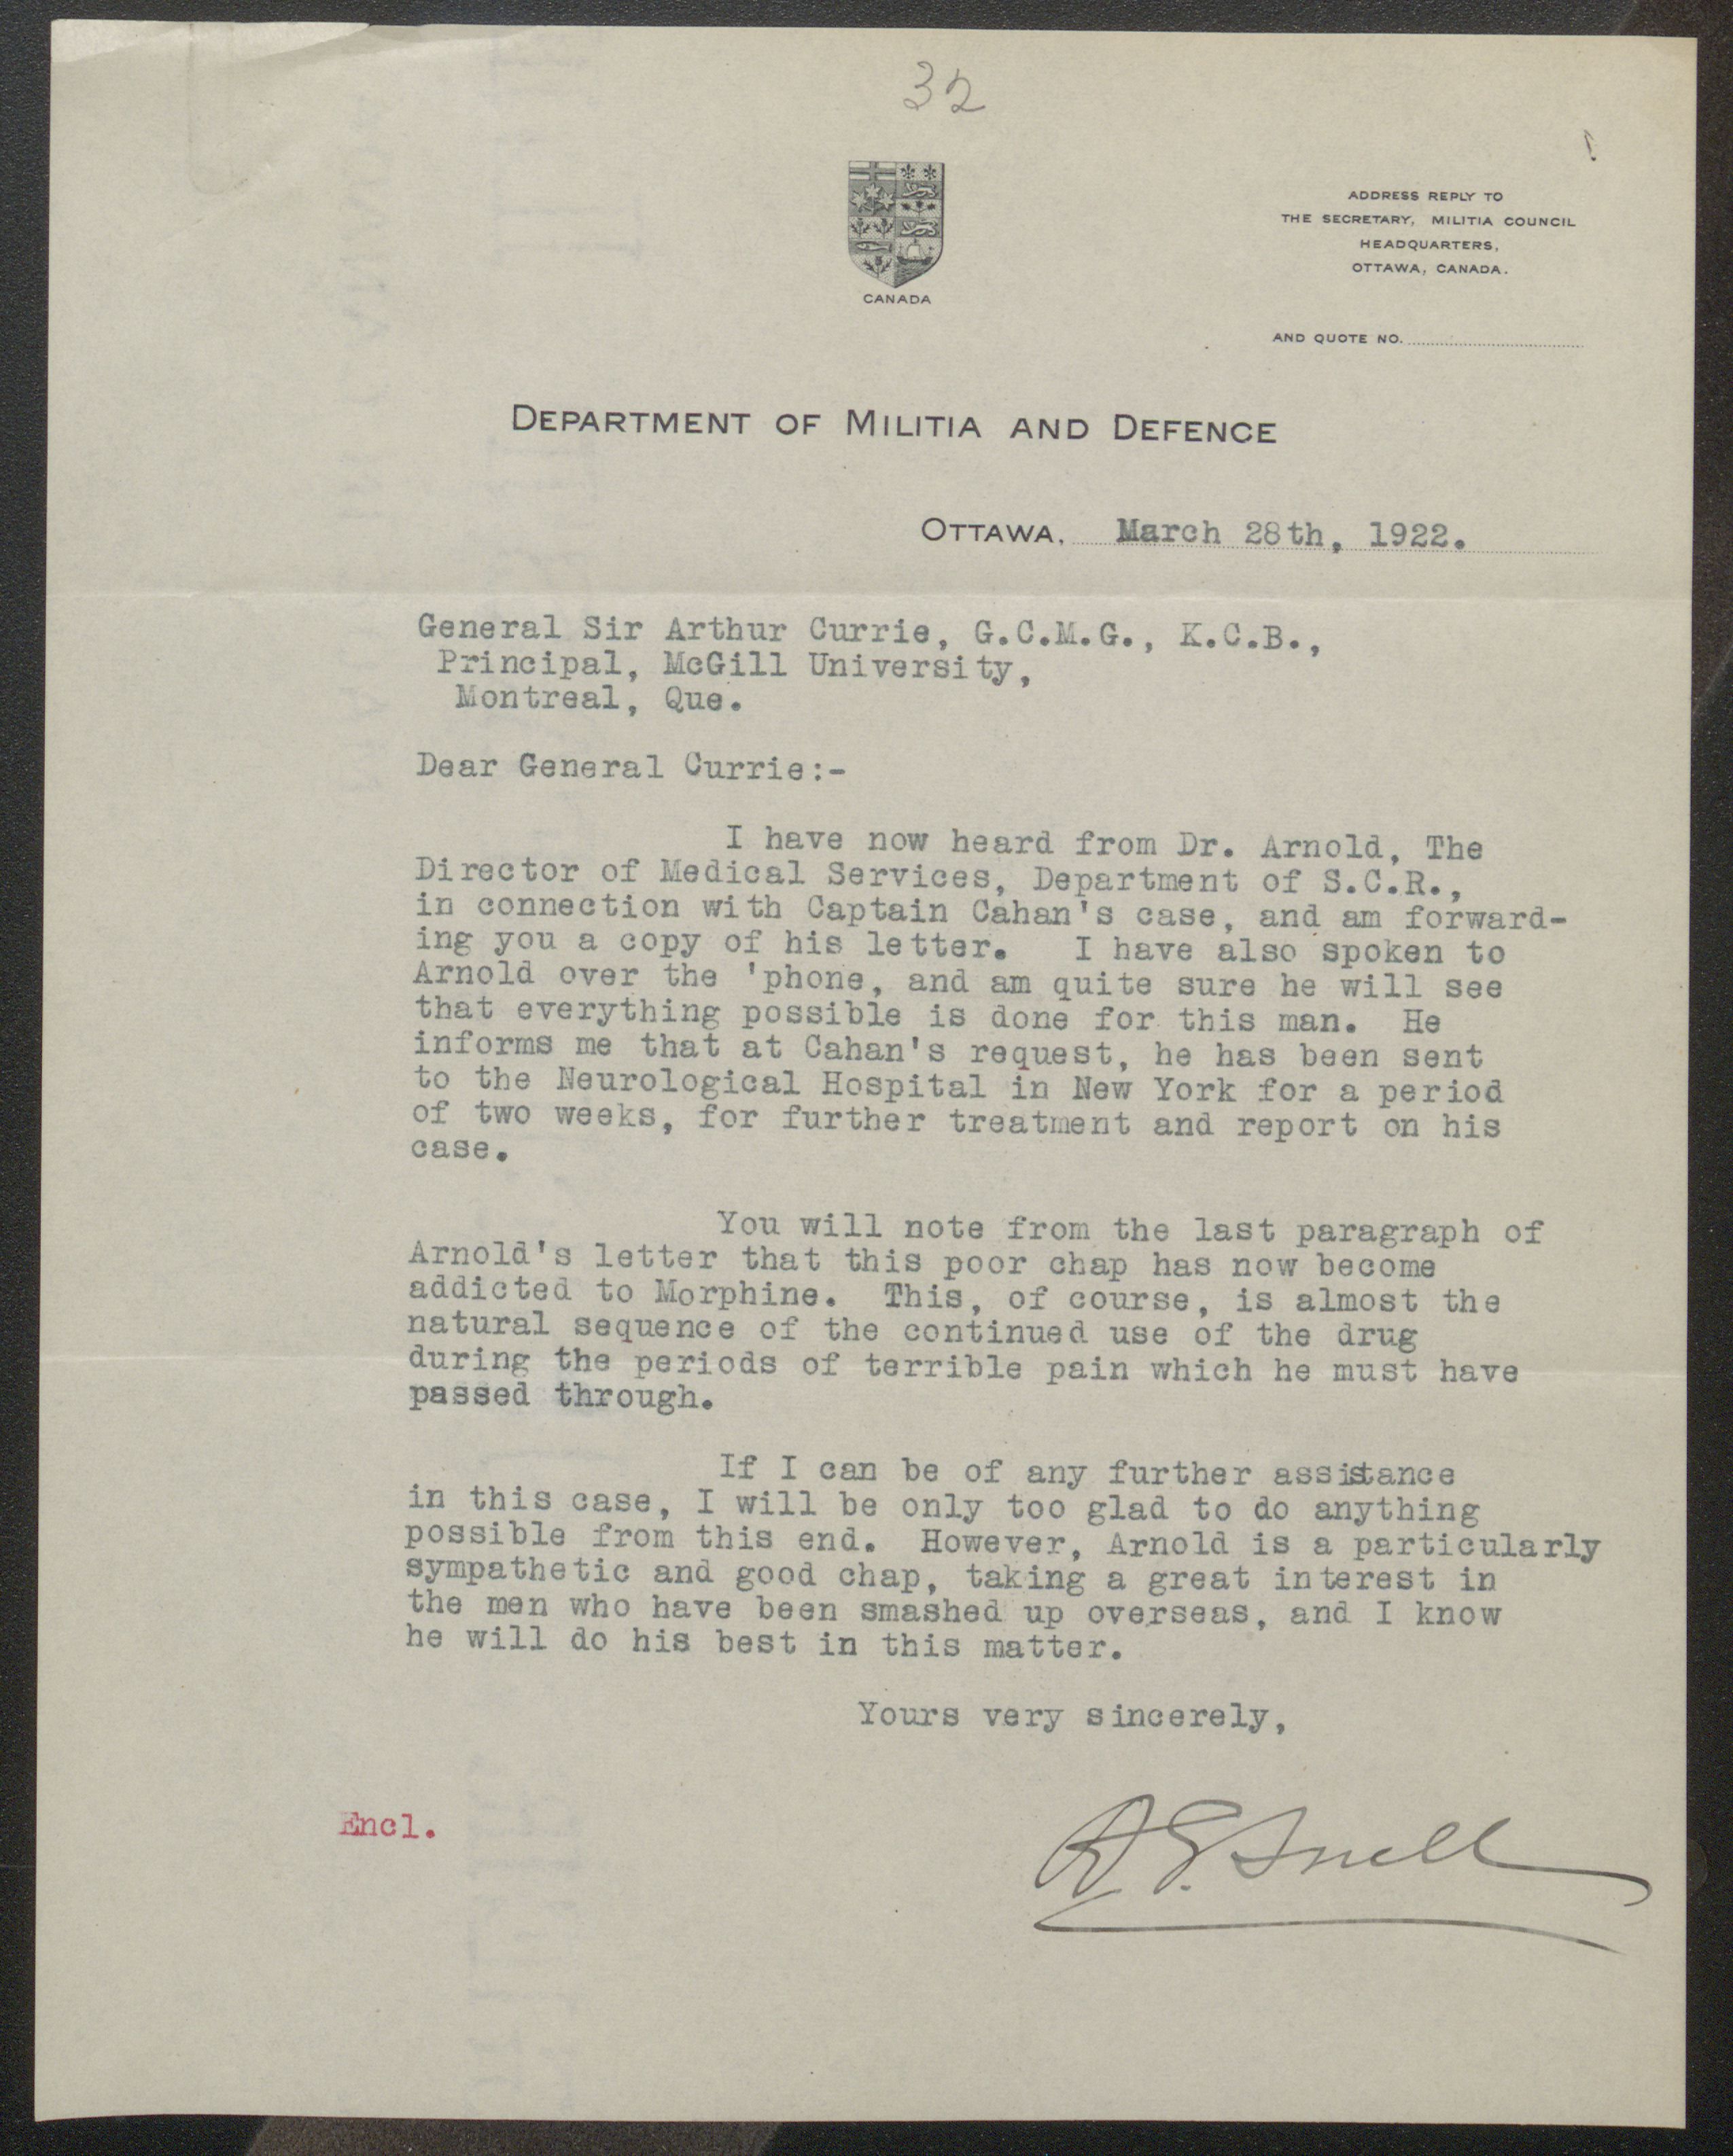 32
CANADA
ADDRESS REPLY TO
THE SECRETARY, MILITIA COUNCIL
HEADQUARTERS,
OTTAWA, CANADA.
AND QUOTE NO.
DEPARTMENT OF MILITIA AND DEFENCE
OTTAWA, March 28th, 1922.
General Sir Arthur Currie, G.C.M.G., K.C.B.,
Principal, McGill University,
Montreal, Que.
Dear General Currie:-
I have now heard from Dr. Arnold, The
Director of Medical Services, Department of S.C.R.,
in connection with Captain Cahan's case, and am forward-
ing you a copy of his letter. I have also spoken to
Arnold over the 'phone, and am quite sure he will see
that everything possible is done for this man. He
informs me that at Cahan's request, he has been sent
to the Neurological Hospital in New York for a period
of two weeks, for further treatment and report on his
case.
You will note from the last paragraph of
Arnold's letter that this poor chap has now become
addicted to Morphine. This, of course, is almost the
natural sequence of the continued use of the drug
during the periods of terrible pain which he must have
passed through.
If I can be of any further assistance
in this case, I will be only too glad to do anything
possible from this end. However, Arnold is a particularly
sympathetic and good chap, taking a great interest in
the men who have been smashed up overseas, and I know
he will do his best in this matter.
Yours very sincerely,
Encl.
A. E. Snell